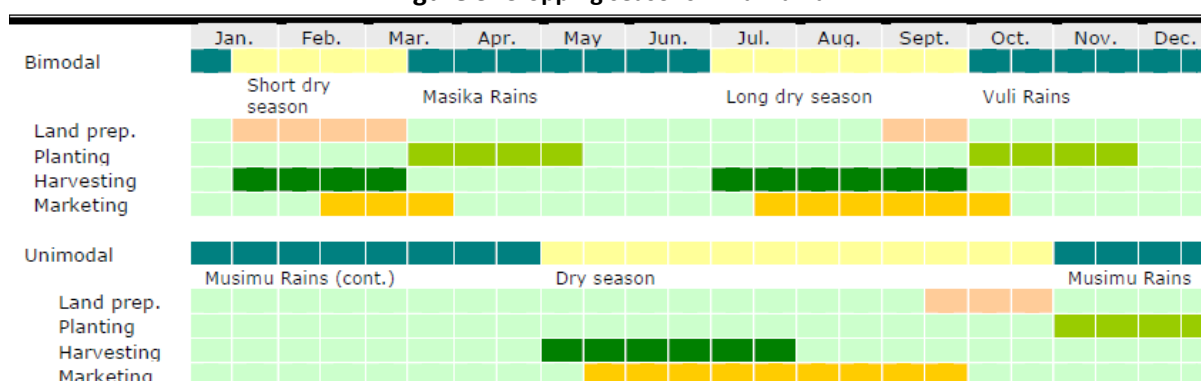 Jan. Feb. Mar. Apr. May Jun. Jul. Aug. Sept. Oct. Nov. Dec.
Bimodal
Short dry season Masika Rains Long dry season Vuli Rains
Land prep.
Planting
Harvesting
Marketing
Unimodal
Musimu Rains (cont.) Dry season Musimu Rains
Land prep.
Planting
Harvesting
Marketing